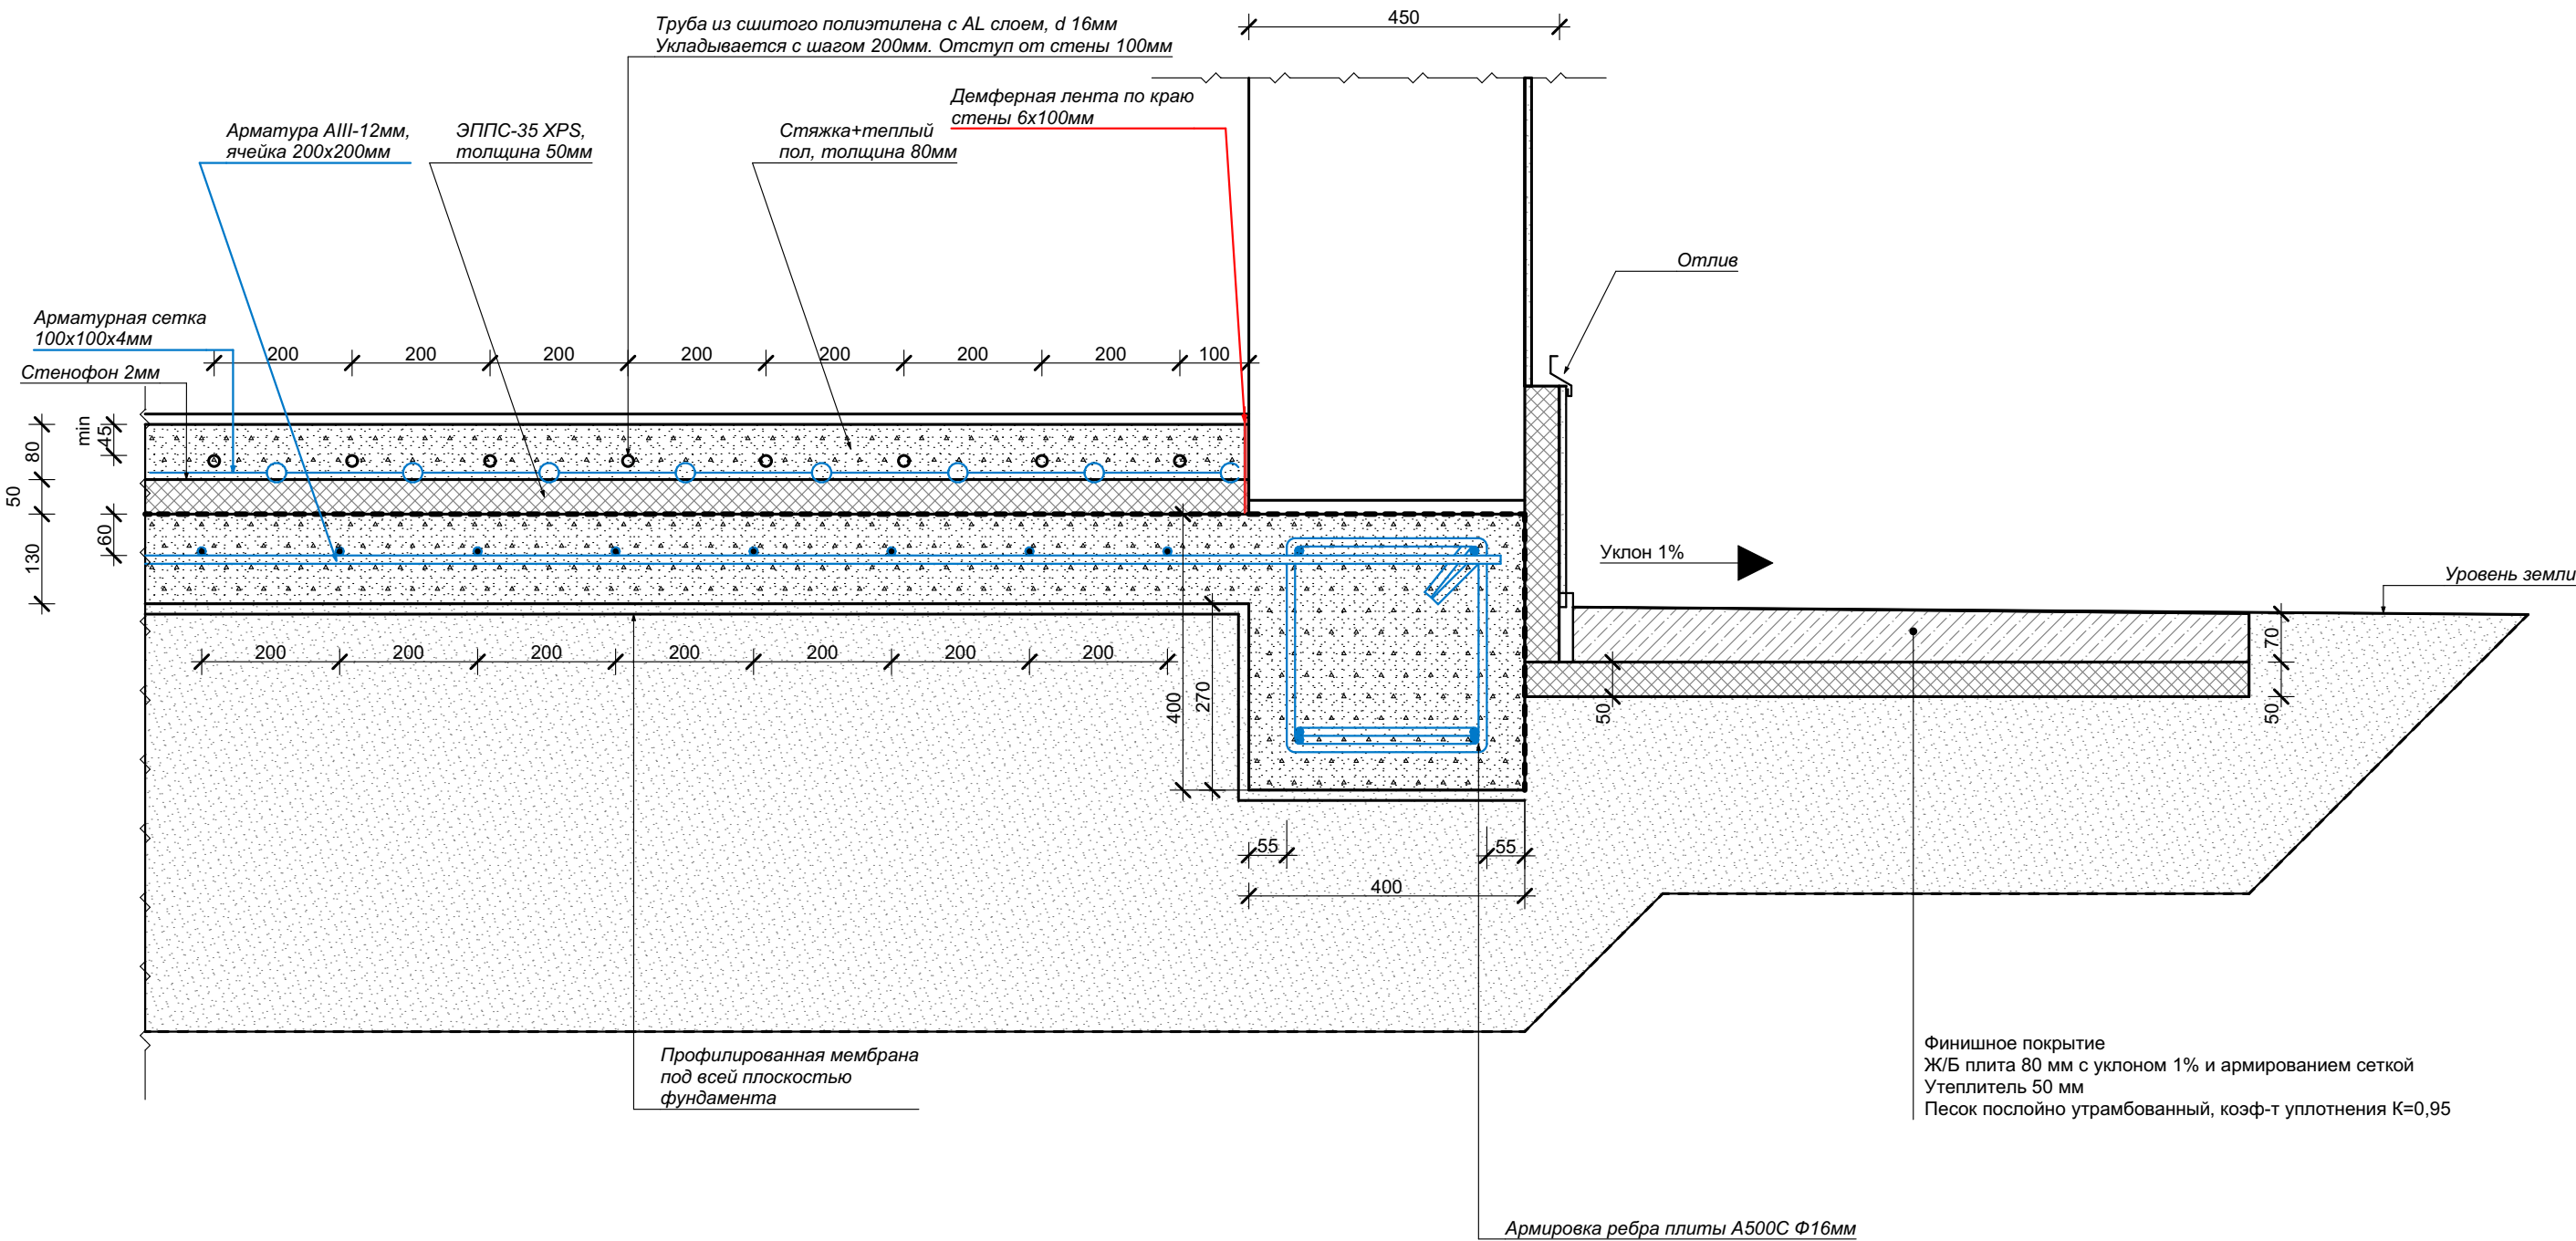 450
Труба из сшитого полиэтилена с AL слоем, d 16мм
Укладывается с шагом 200мм. Отступ от стены 100мм
Демферная лента по краю
стены 6х100мм
Арматура АIII-12мм,
ячейка 200х200мм
ЭППС-35 XPS,
толщина 50мм
Стяжка+теплый
пол, толщина 80мм
Отлив
Арматурная сетка
100х100х4мм
200 200 200 200 200 200 200 100
Стенофон 2мм
min
45
80
50
60
130
Уклон 1%
Уровень земли
200 200 200 200 200 200 200
400
270
50
70
50
55
55
400
Профилированная мембрана
под всей плоскостью
фундамента
Финишное покрытие
Ж/Б плита 80 мм с уклоном 1% и армированием сеткой
Утеплитель 50 мм
Песок послойно утрамбованный, коэф-т уплотнения К=0,95
Армировка ребра плиты А500С Ф16мм